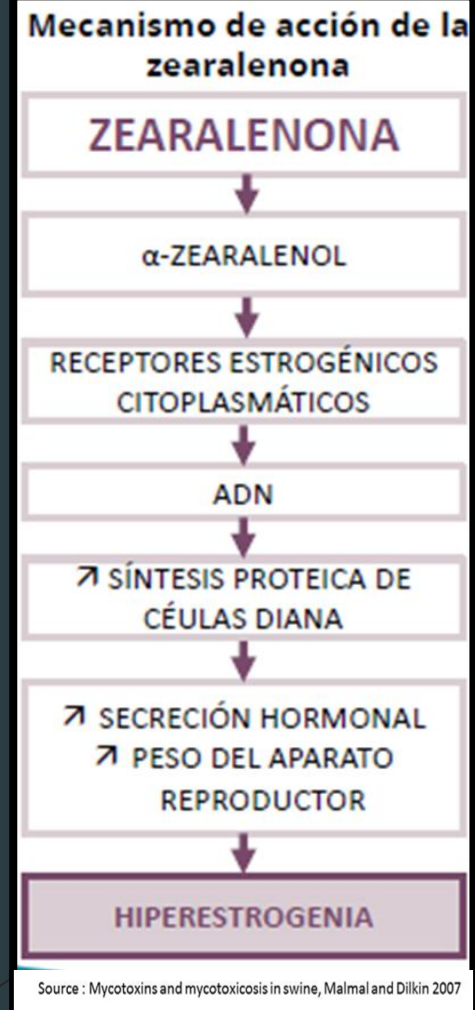 Mecanismo de acción de la
zearalenona
ZEARALENONA
α-ZEARALENOL
RECEPTORES ESTROGÉNICOS
CITOPLASMÁTICOS
ADN
↗ SÍNTESIS PROTEICA DE
CÉULAS DIANA
↗ SECRECIÓN HORMONAL
↗ PESO DEL APARATO
REPRODUCTOR
HIPERESTROGENIA
Source : Mycotoxins and mycotoxicosis in swine, Malmal and Dilkin 2007